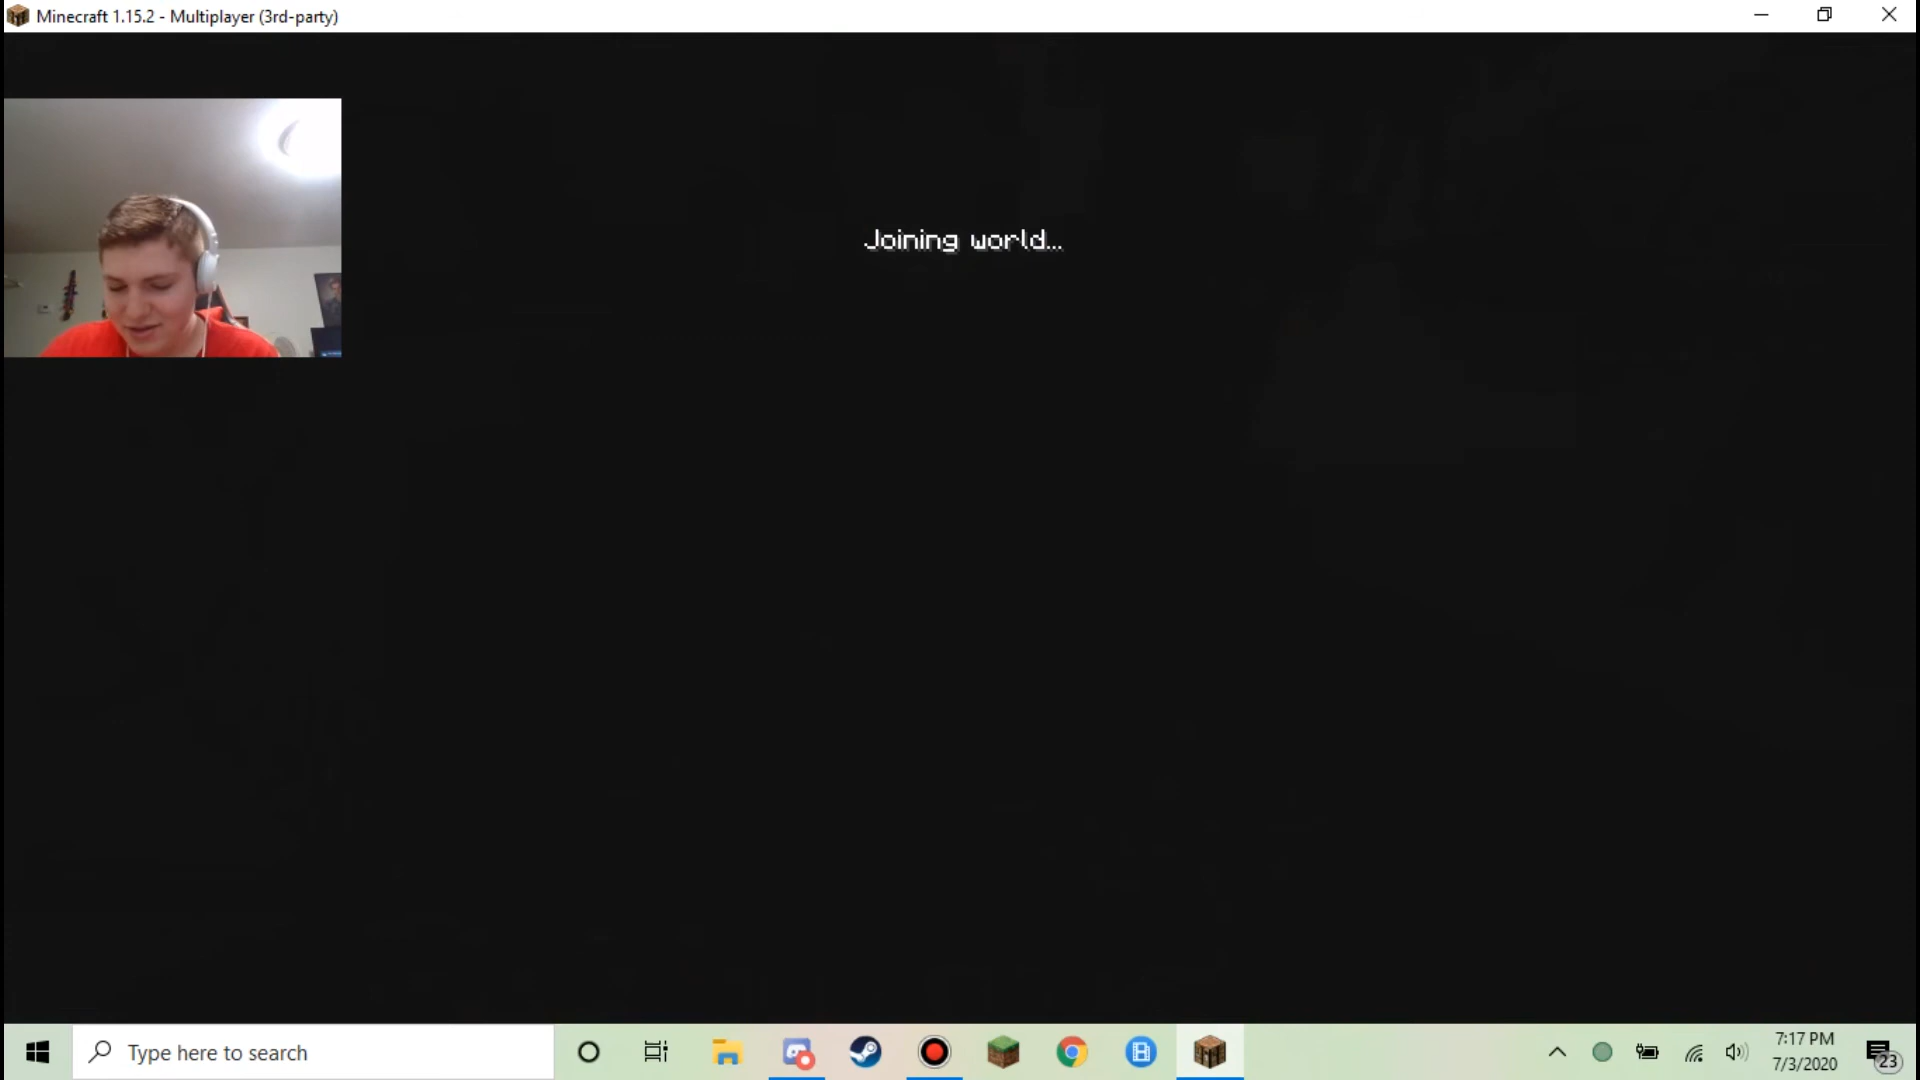 Minecraft 1.15.2 - Multiplayer (3rd-party)
Joining world...
Type here to search
7:17 PM
7/3/2020
23